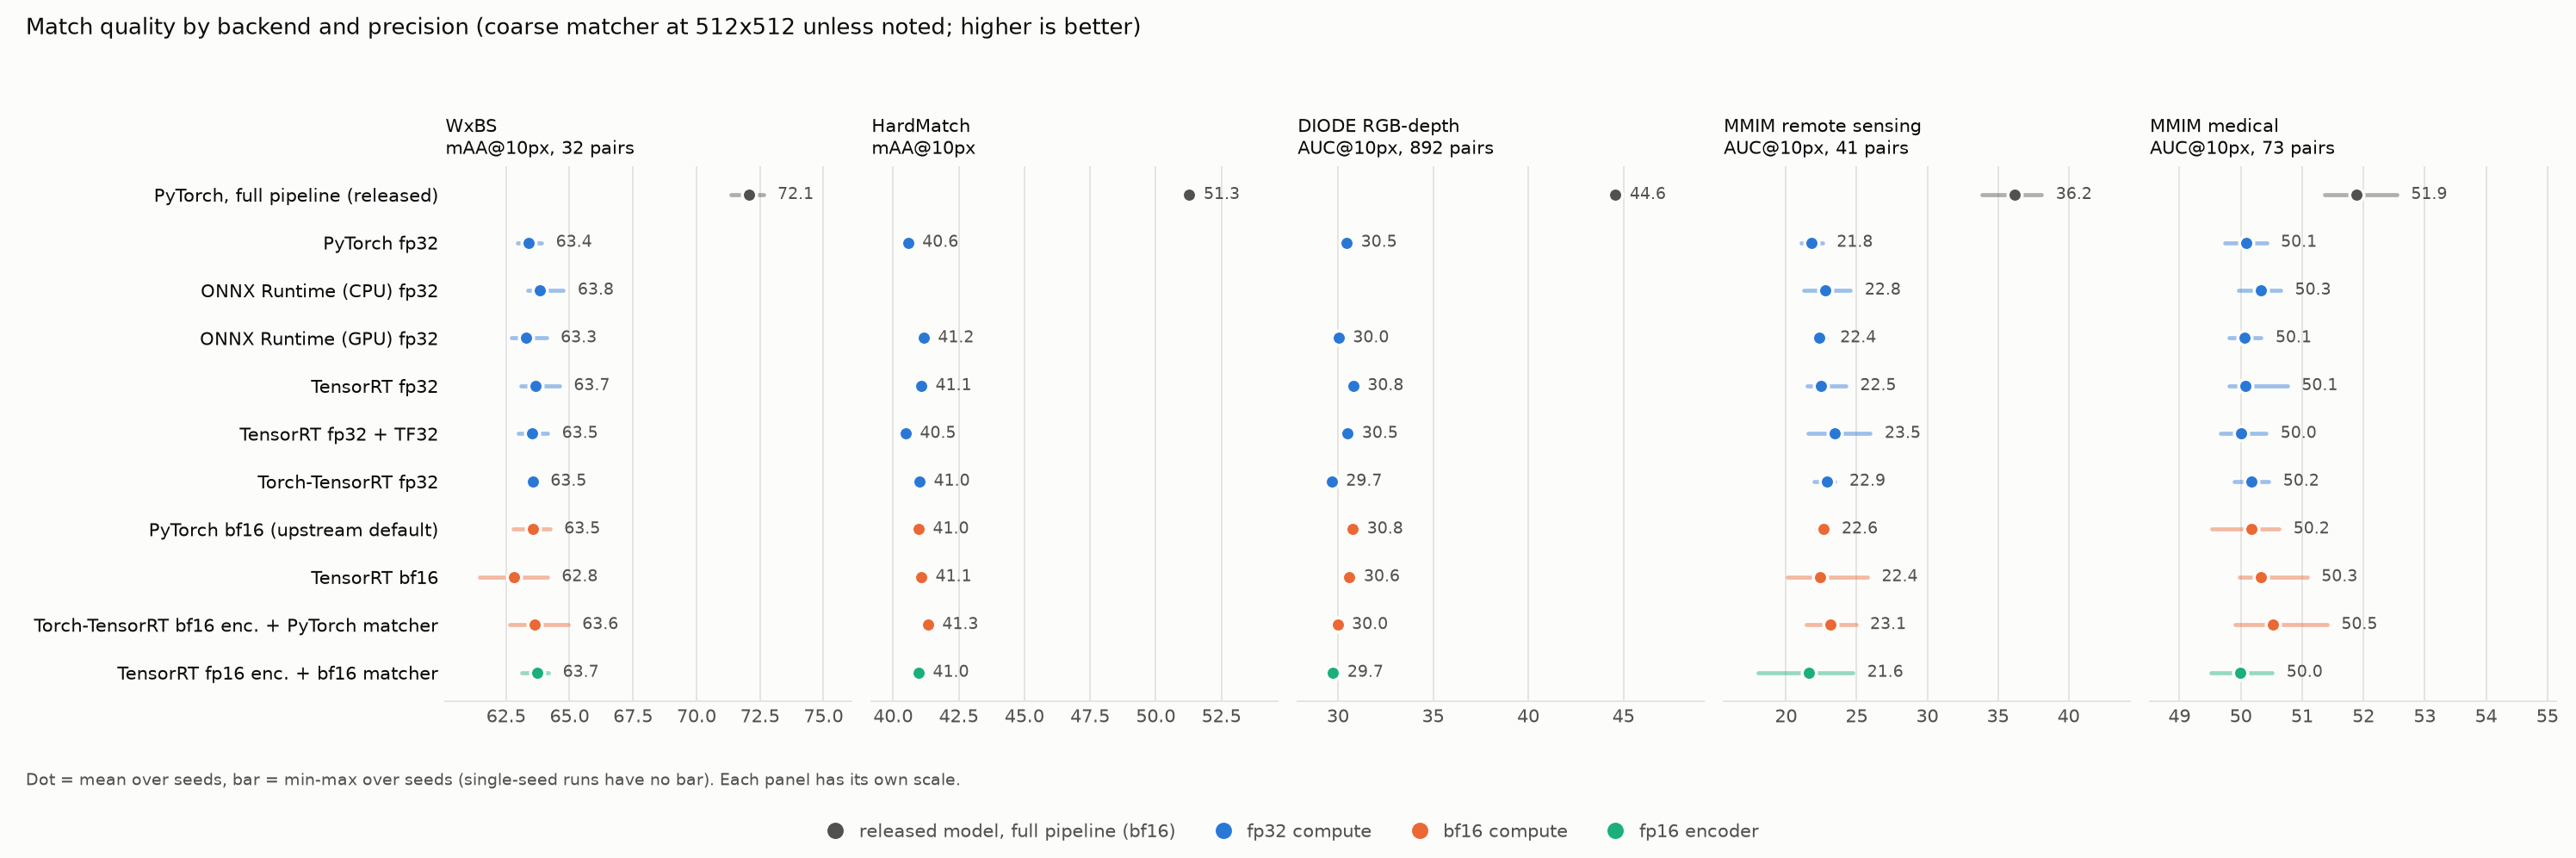 Match quality by backend and precision (coarse matcher at 512x512 unless noted; higher is better)
WxBS
mAA@10px, 32 pairs
HardMatch
mAA@10px
DIODE RGB-depth
AUC@10px, 892 pairs
MMIM remote sensing
AUC@10px, 41 pairs
MMIM medical
AUC@10px, 73 pairs
PyTorch, full pipeline (released) 72.1 51.3 44.6 36.2 51.9
PyTorch fp32 63.4 40.6 30.5 21.8 50.1
ONNX Runtime (CPU) fp32 63.8 22.8 50.3
ONNX Runtime (GPU) fp32 63.3 41.2 30.0 22.4 50.1
TensorRT fp32 63.7 41.1 30.8 22.5 50.1
TensorRT fp32 + TF32 63.5 40.5 30.5 23.5 50.0
Torch-TensorRT fp32 63.5 41.0 29.7 22.9 50.2
PyTorch bf16 (upstream default) 63.5 41.0 30.8 22.6 50.2
TensorRT bf16 62.8 41.1 30.6 22.4 50.3
Torch-TensorRT bf16 enc. + PyTorch matcher 63.6 41.3 30.0 23.1 50.5
TensorRT fp16 enc. + bf16 matcher 63.7 41.0 29.7 21.6 50.0
62.5 65.0 67.5 70.0 72.5 75.0 40.0 42.5 45.0 47.5 50.0 52.5 30 35 40 45 20 25 30 35 40 49 50 51 52 53 54 55
Dot = mean over seeds, bar = min-max over seeds (single-seed runs have no bar). Each panel has its own scale.
released model, full pipeline (bf16) fp32 compute bf16 compute fp16 encoder